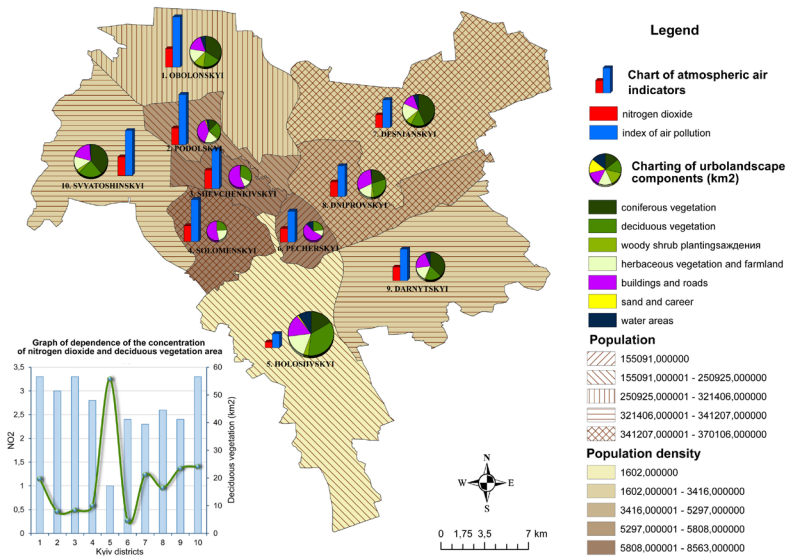 Legend
Chart of atmospheric air
indicators
nitrogen dioxide
index of air pollution
Charting of urbolandscape
components (km2)
coniferous vegetation
deciduous vegetation
woody shrub plantingsаждения
herbaceous vegetation and farmland
buildings and roads
sand and career
water areas
Population
155091,000000
155091,000001 - 250925,000000
250925,000001 - 321406,000000
321406,000001 - 341207,000000
341207,000001 - 370106,000000
Population density
1602,000000
1602,000001 - 3416,000000
3416,000001 - 5297,000000
5297,000001 - 5808,000000
5808,000001 - 8563,000000
1. OBOLONSKYI
2. PODOLSKYI
3. SHEVCHENKIVSKYI
4. SOLOMENSKYI
5. HOLOSIIVSKYI
6. PECHERSKYI
7. DESNIANSKYI
8. DNIPROVSKYI
9. DARNYTSKYI
10. SVYATOSHINSKYI
Graph of dependence of the concentration
of nitrogen dioxide and deciduous vegetation area
3,5
3
2,5
2
1,5
1
0,5
0
NO2
60
50
40
30
20
10
0
Deciduous vegetation (km2)
1 2 3 4 5 6 7 8 9 10
Kyiv districts
N
W E
S
0 1,75 3,5 7 km